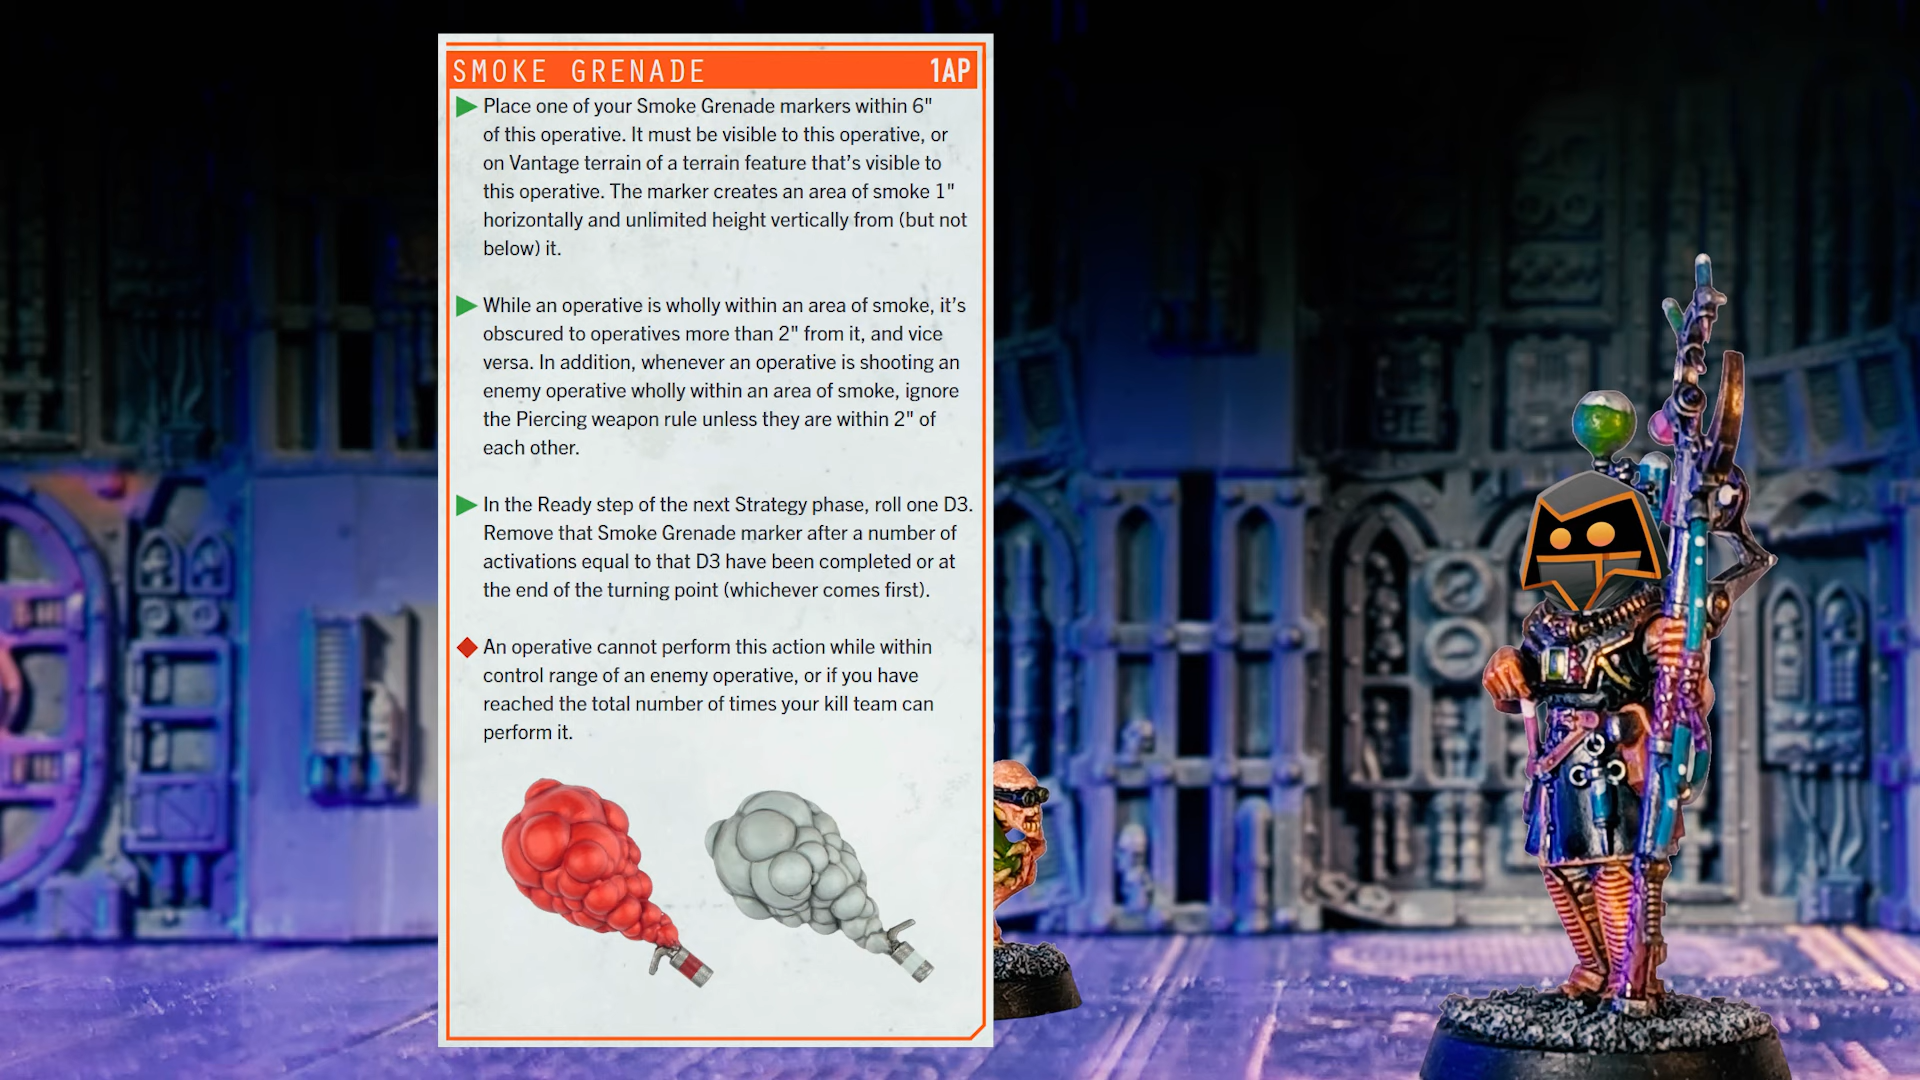 SMOKE GRENADE 1AP
Place one of your Smoke Grenade markers within 6"
of this operative. It must be visible to this operative, or
on Vantage terrain of a terrain feature that’s visible to
this operative. The marker creates an area of smoke 1"
horizontally and unlimited height vertically from (but not
below) it.
While an operative is wholly within an area of smoke, it’s
obscured to operatives more than 2" from it, and vice
versa. In addition, whenever an operative is shooting an
enemy operative wholly within an area of smoke, ignore
the Piercing weapon rule unless they are within 2" of
each other.
In the Ready step of the next Strategy phase, roll one D3.
Remove that Smoke Grenade marker after a number of
activations equal to that D3 have been completed or at
the end of the turning point (whichever comes first).
An operative cannot perform this action while within
control range of an enemy operative, or if you have
reached the total number of times your kill team can
perform it.